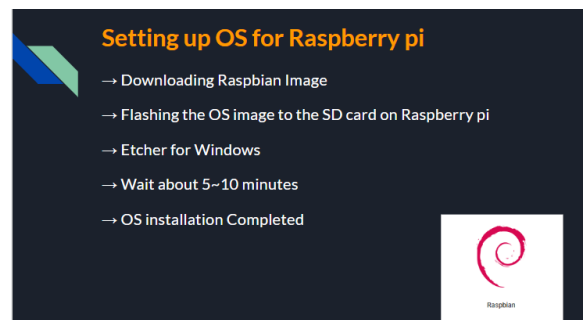 Setting up OS for Raspberry pi
→ Downloading Raspbian Image
→ Flashing the OS image to the SD card on Raspberry pi
→ Etcher for Windows
→ Wait about 5~10 minutes
→ OS installation Completed
Raspbian